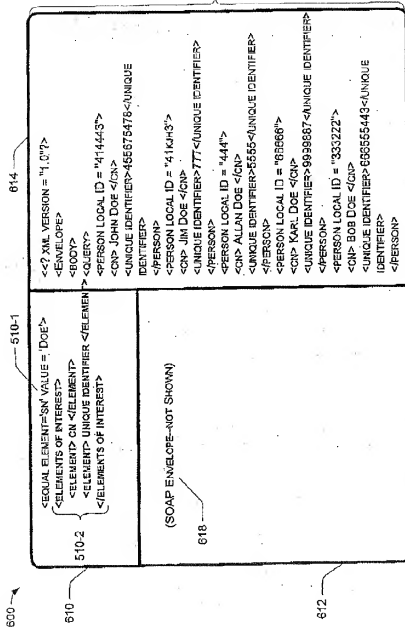 600
510-1
614
610
<EQUAL ELEMENT='SN' VALUE = 'DOE'>
<ELEMENTS OF INTEREST>
<ELEMENT> CN </ELEMENT>
<ELEMENT> UNIQUE IDENTIFIER </ELEMENT>
</ELEMENTS OF INTEREST>
510-2
612
(SOAP ENVELOPE--NOT SHOWN)
618
<<? XML VERSION = "1.0"?>
<ENVELOPE>
<BODY>
<QUERY>
<PERSON LOCAL ID = "414443">
<CN> JOHN DOE </CN>
<UNIQUE IDENTIFIER>455675478</UNIQUE
IDENTIFIER>
</PERSON>
<PERSON LOCAL ID = "41KJH3">
<CN> JIM DOE </CN>
<UNIQUE IDENTIFIER>777</UNIQUE IDENTIFIER>
</PERSON>
<PERSON LOCAL ID = "444">
<CN> ALLAN DOE </CN>
<UNIQUE IDENTIFIER>5555</UNIQUE IDENTIFIER>
</PERSON>
<PERSON LOCAL ID = "66666">
<CN> KARL DOE </CN>
<UNIQUE IDENTIFIER>9999887</UNIQUE IDENTIFIER>
</PERSON>
<PERSON LOCAL ID = "333222">
<CN> BOB DOE </CN>
<UNIQUE IDENTIFIER>666555443</UNIQUE
IDENTIFIER>
</PERSON>